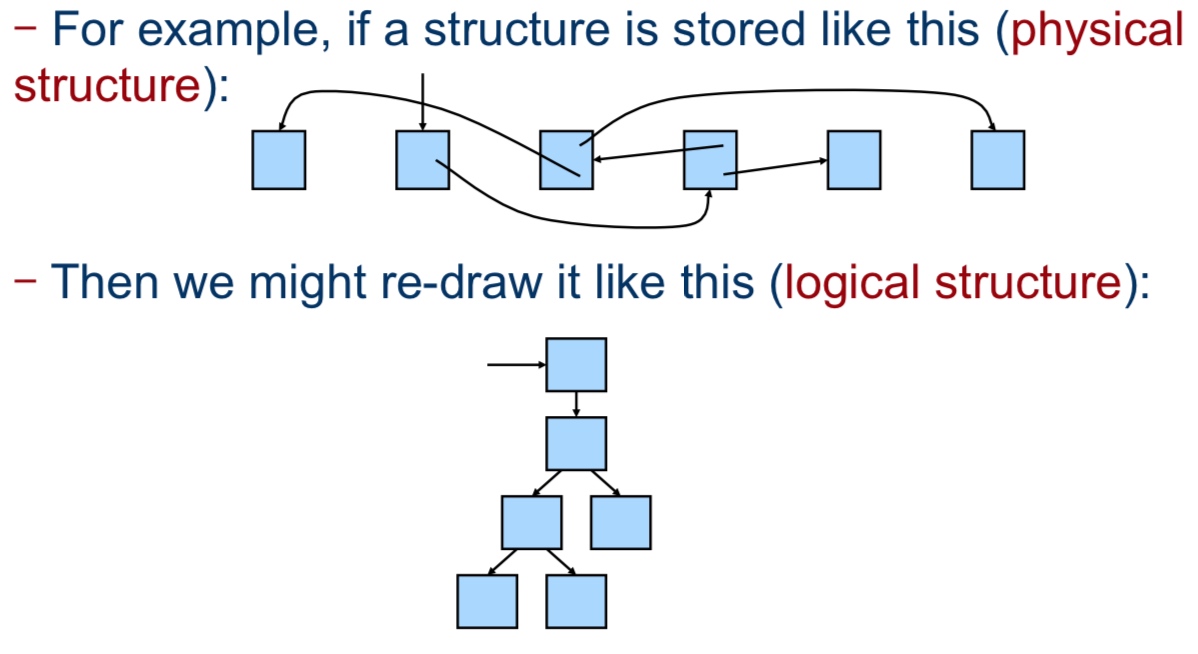 – For example, if a structure is stored like this (physical
structure):
– Then we might re-draw it like this (logical structure):